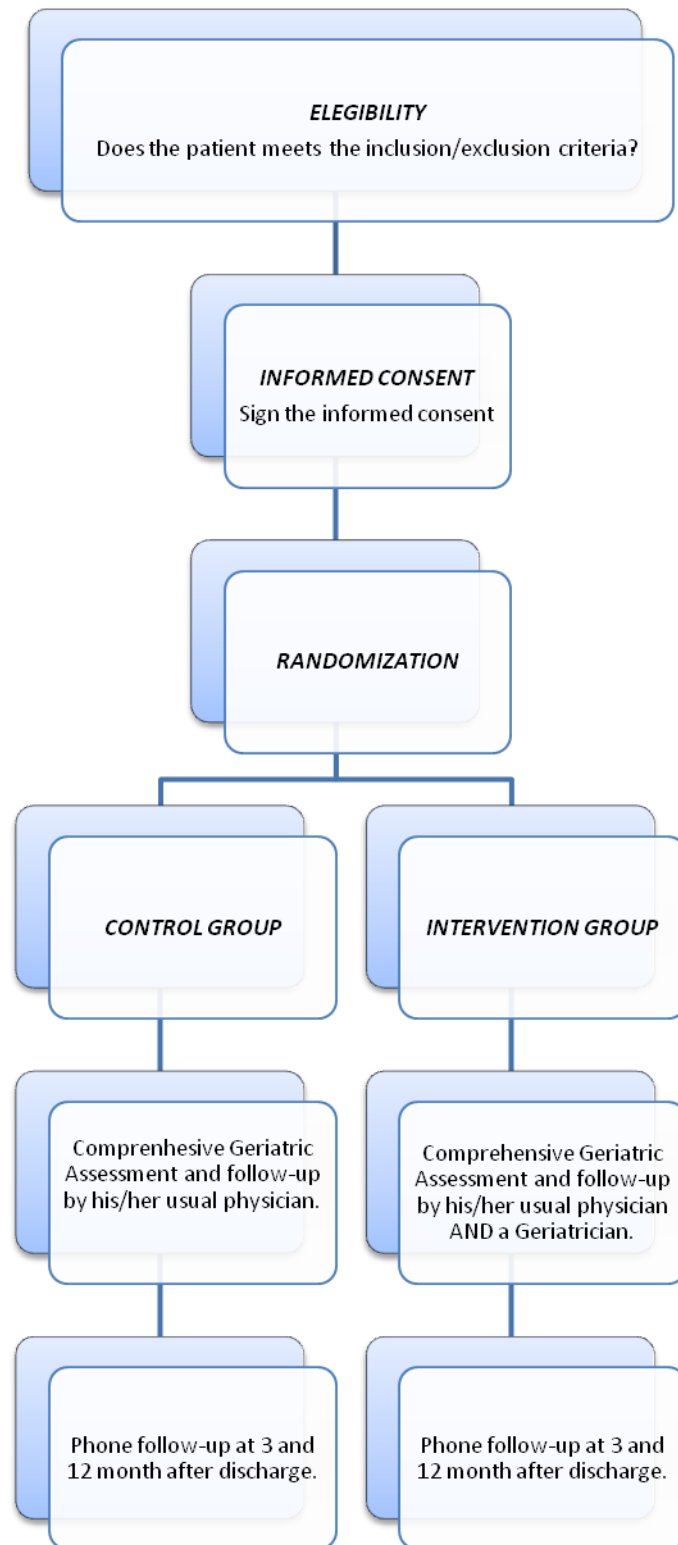 ELEGIBILITY
Does the patient meets the inclusion/exclusion criteria?
INFORMED CONSENT
Sign the informed consent
RANDOMIZATION
CONTROL GROUP
INTERVENTION GROUP
Comprenhesive Geriatric
Assessment and follow-up
by his/her usual physician.
Comprehensive Geriatric
Assessment and follow-up
by his/her usual physician
AND a Geriatrician.
Phone follow-up at 3 and
12 month after discharge.
Phone follow-up at 3 and
12 month after discharge.